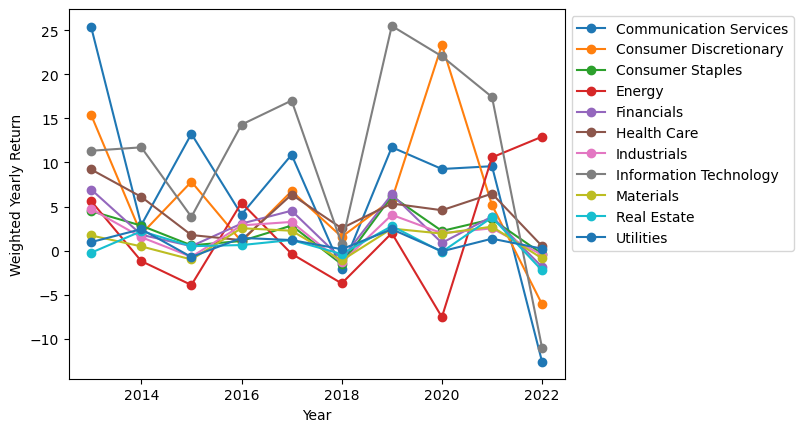 25
20
15
10
5
0
−5
−10
Weighted Yearly Return
2014
2016
2018
2020
2022
Year
Communication Services
Consumer Discretionary
Consumer Staples
Energy
Financials
Health Care
Industrials
Information Technology
Materials
Real Estate
Utilities